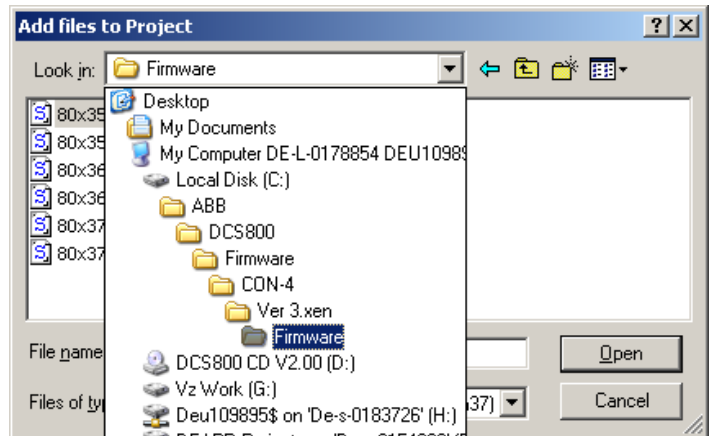 Add files to Project
Look in: Firmware
Desktop
80x35
My Documents
80x35
My Computer DE-L-0178854 DEU10989
80x36
Local Disk (C:)
80x36
ABB
80x37
DCS800
80x37
Firmware
CON-4
Ver 3.xen
Firmware
File name
Open
DCS800 CD V2.00 (D:)
Vz Work (G:)
Files of ty
37)
Cancel
Deu109895$ on 'De-s-0183726' (H:)